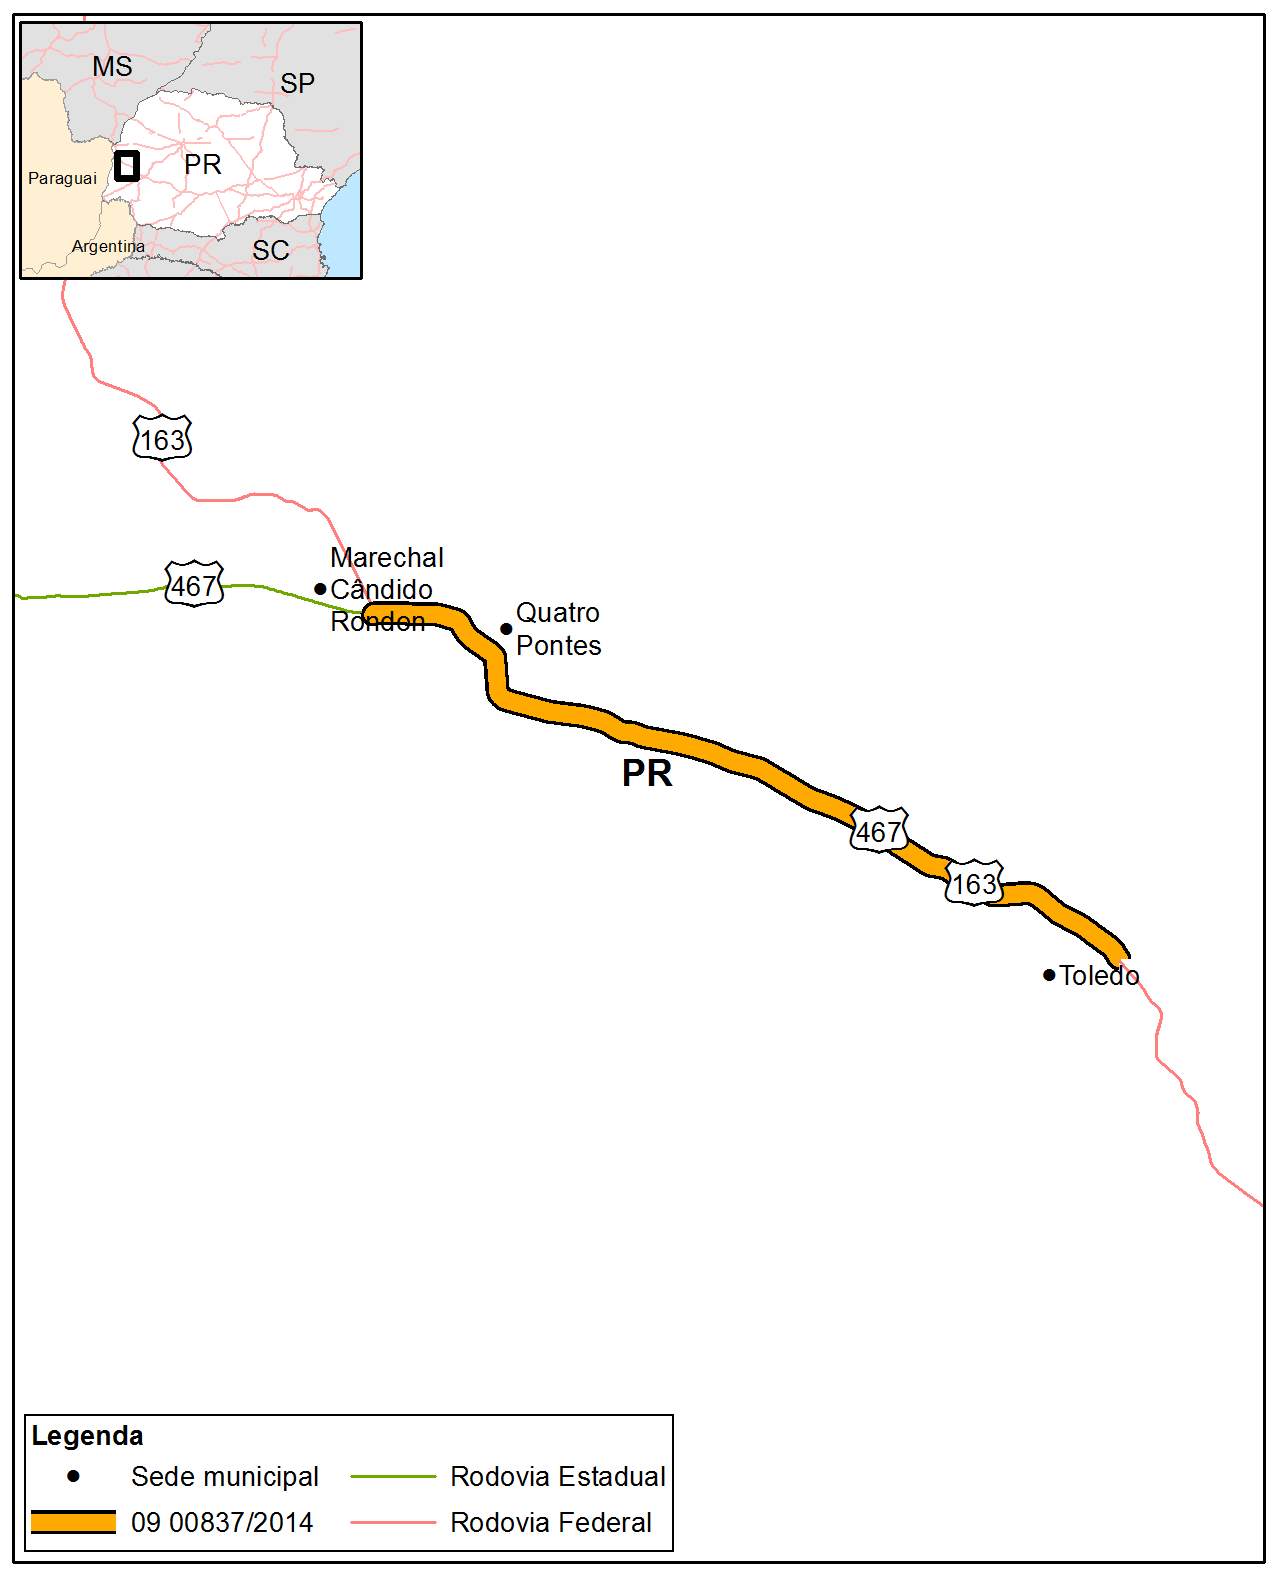 MS
SP
PR
Paraguai
Argentina
SC
163
467
Marechal
Cândido
Rondon
Quatro
Pontes
PR
467
163
Toledo
Legenda
Sede municipal
Rodovia Estadual
09 00837/2014
Rodovia Federal